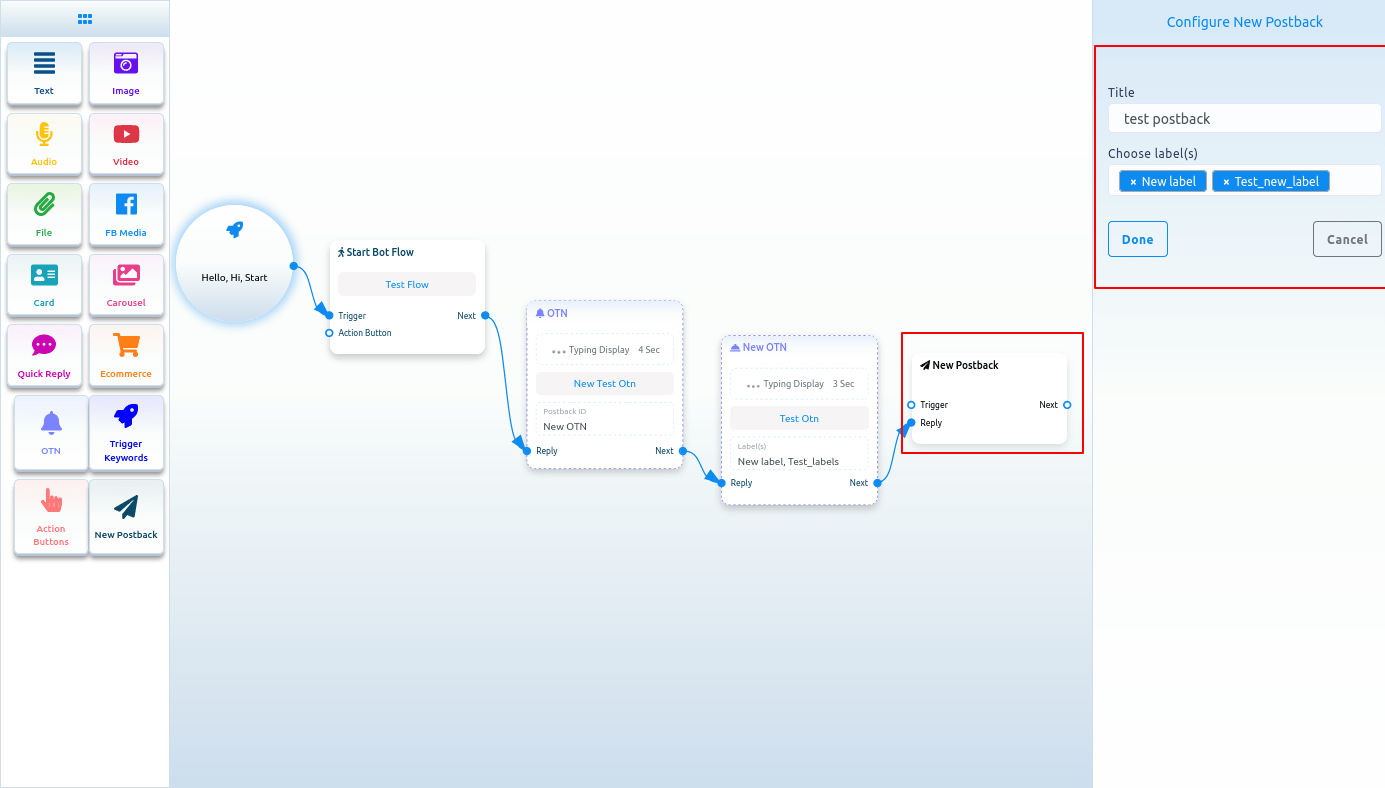 Text
Image
Audio
Video
File
FB Media
Card
Carousel
Quick Reply
Ecommerce
OTN
Trigger
Keywords
Action
Buttons
New Postback
Hello, Hi, Start
Start Bot Flow
Test Flow
Trigger
Next
Action Button
OTN
Typing Display 4 Sec
New Test Otn
Postback ID
New OTN
Reply
Next
New OTN
Typing Display 3 Sec
Test Otn
Label(s)
New label, Test_labels
Reply
Next
New Postback
Trigger
Next
Reply
Configure New Postback
Title
test postback
Choose label(s)
× New label × Test_new_label
Done
Cancel